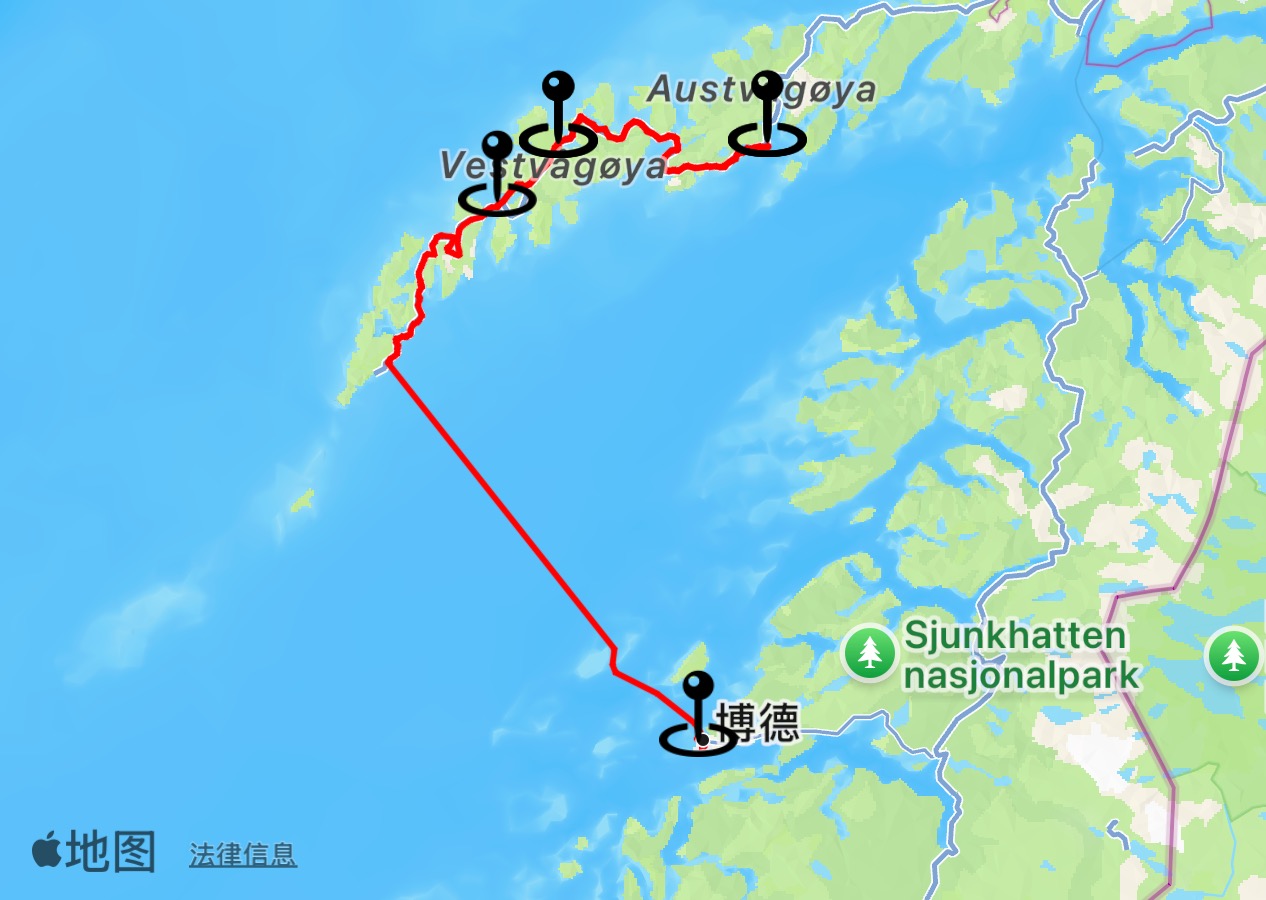 Austvågøya
Vestvågøya
Sjunkhatten
nasjonalpark
博德
地图
法律信息